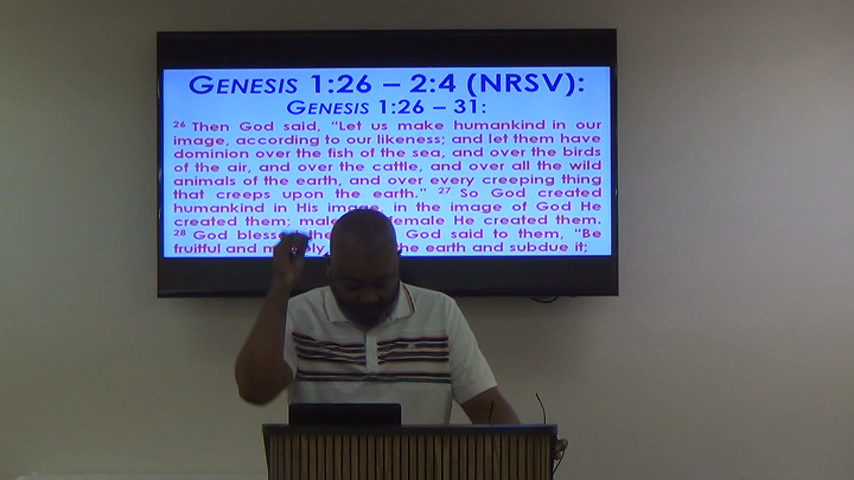 GENESIS 1:26 – 2:4 (NRSV):
GENESIS 1:26 – 31:
26 Then God said, "Let us make humankind in our
image, according to our likeness; and let them have
dominion over the fish of the sea, and over the birds
of the air, and over the cattle, and over all the wild
animals of the earth, and over every creeping thing
that creeps upon the earth." 27 So God created
humankind in His image, in the image of God He
created them; male female He created them.
28 God blessed God said to them, "Be
fruitful and the earth and subdue it;